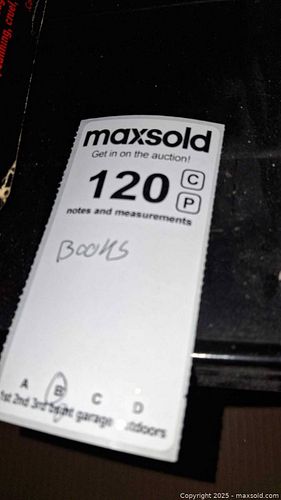 maxsold
Get in on the auction!
120 C
P
notes and measurements
BOOKS
A B C D
1st 2nd 3rd bsmt garage outdoors
Copyright 2025 - maxsold.com